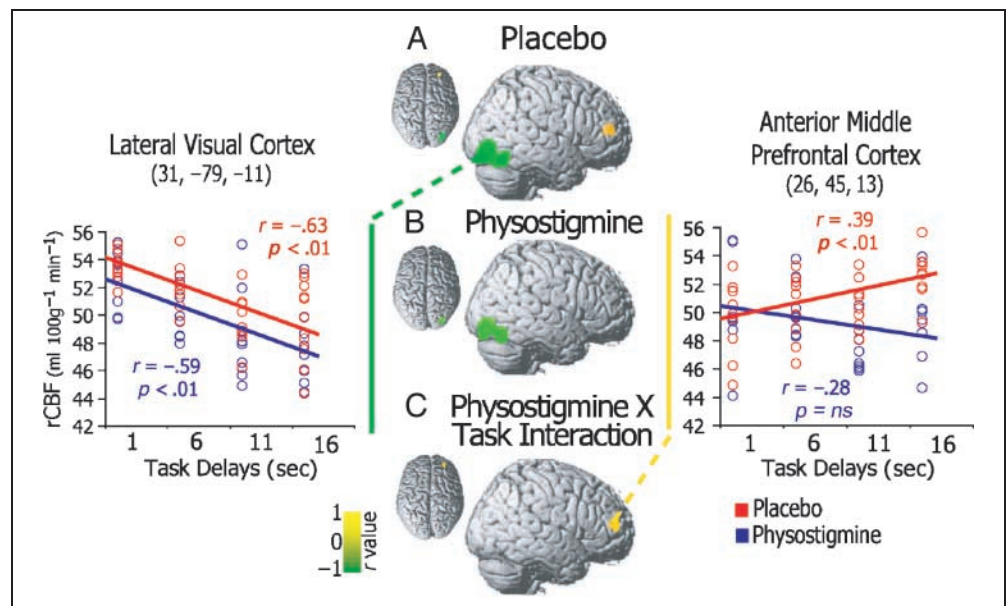 A
Placebo
Lateral Visual Cortex
(31, –79, –11)
rCBF (ml 100g⁻¹ min⁻¹)
56
54
52
50
48
46
44
42
r = –.63
p < .01
r = –.59
p < .01
1 6 11 16
Task Delays (sec)
B
Physostigmine
C
Physostigmine X
Task Interaction
1
0
–1
r value
Anterior Middle
Prefrontal Cortex
(26, 45, 13)
56
54
52
50
48
46
44
42
r = .39
p < .01
r = –.28
p = ns
1 6 11 16
Task Delays (sec)
Placebo
Physostigmine